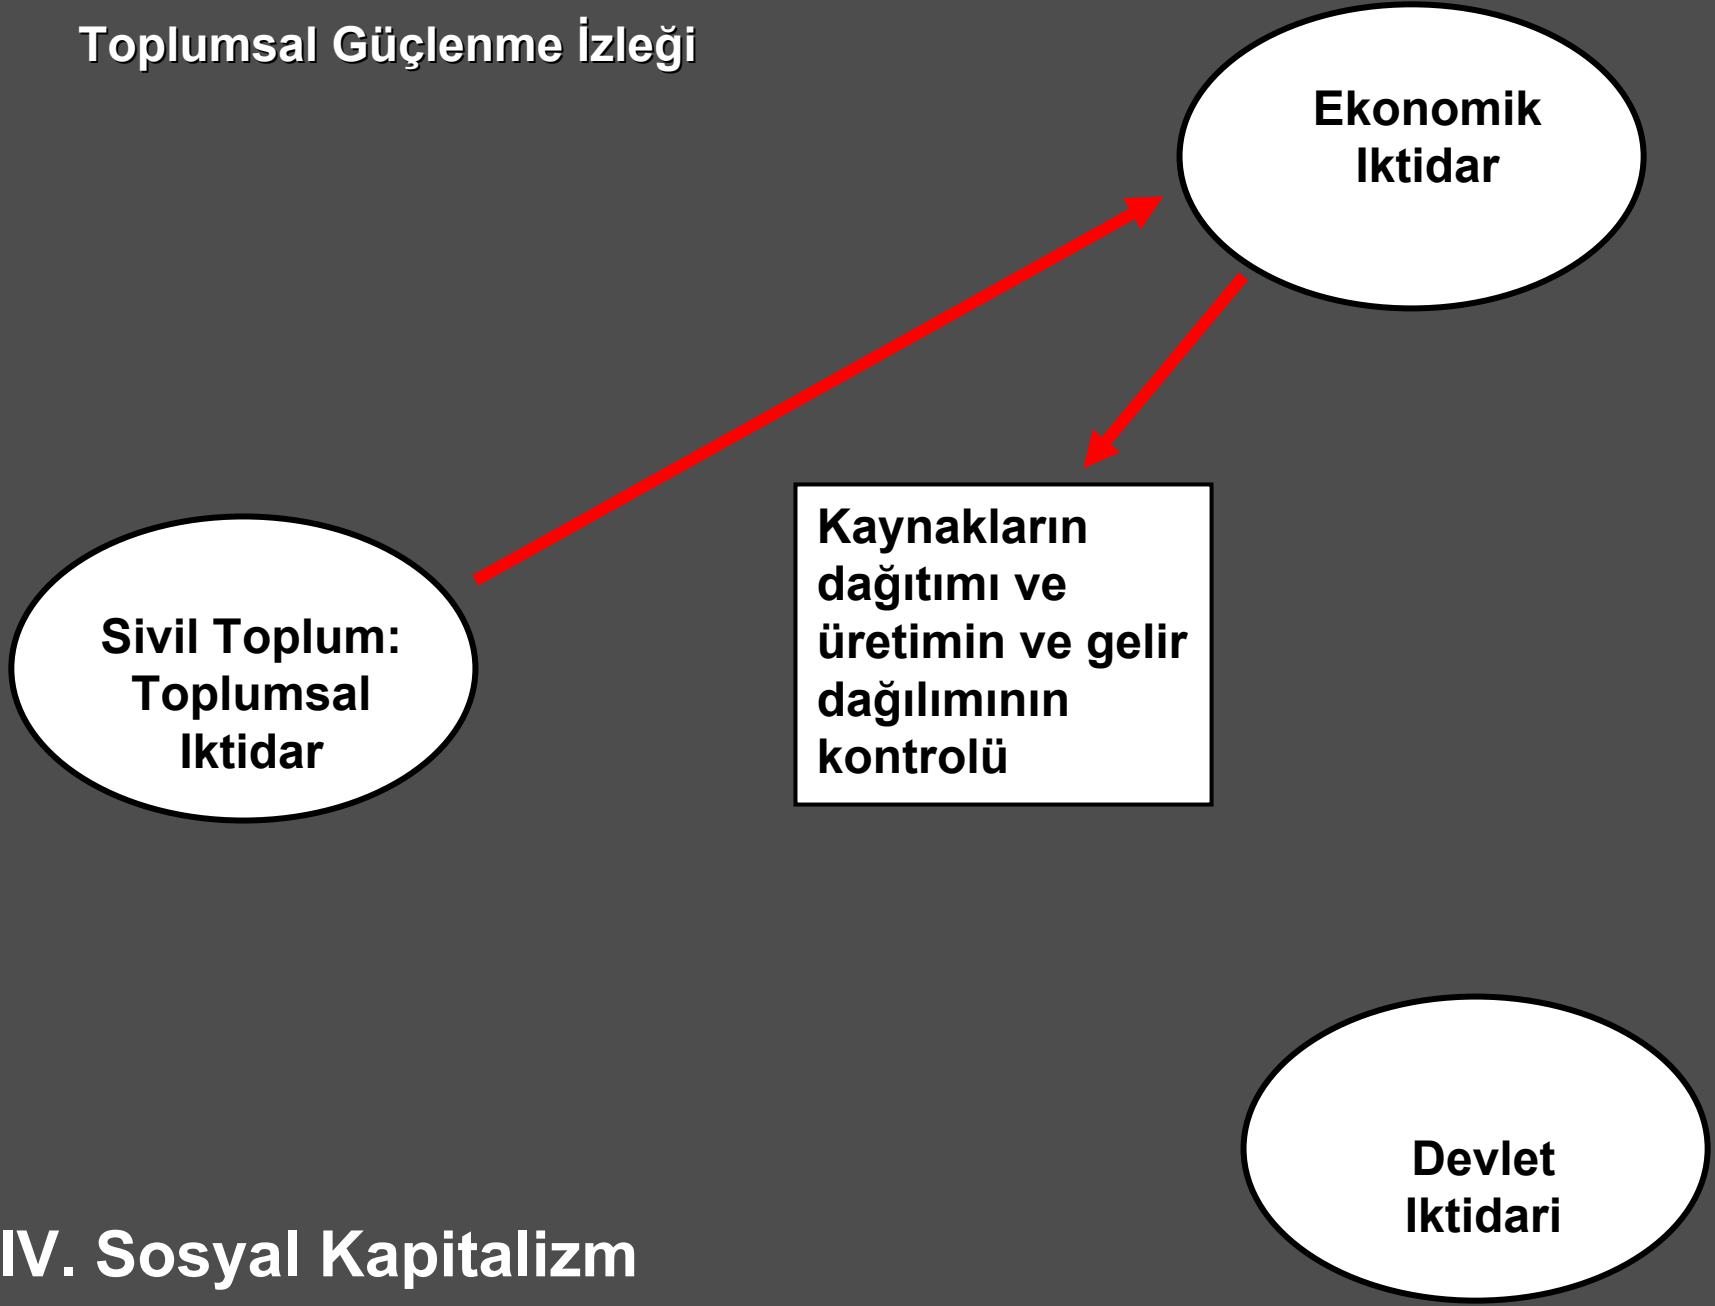 Toplumsal Güçlenme İzleği
Ekonomik
Iktidar
Kaynakların
dağıtımı ve
üretimin ve gelir
dağılımının
kontrolü
Sivil Toplum:
Toplumsal
Iktidar
Devlet
Iktidari
IV. Sosyal Kapitalizm